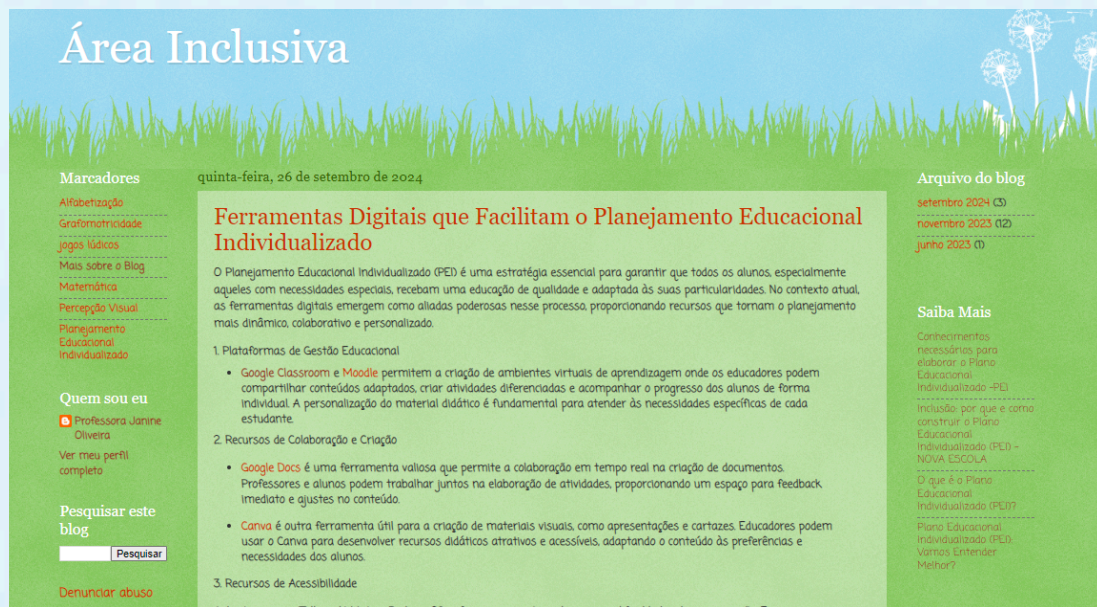 Área Inclusiva
Marcadores
Alfabetização
Grafomotricidade
jogos lúdicos
Mais sobre o Blog
Matemática
Percepção Visual
Planejamento
Educacional
Individualizado
Quem sou eu
Professora Janine
Oliveira
Ver meu perfil
completo
Pesquisar este
blog
Pesquisar
Denunciar abuso
quinta-feira, 26 de setembro de 2024
Ferramentas Digitais que Facilitam o Planejamento Educacional
Individualizado
O Planejamento Educacional Individualizado (PEI) é uma estratégia essencial para garantir que todos os alunos, especialmente
aqueles com necessidades especiais, recebam uma educação de qualidade e adaptada às suas particularidades. No contexto atual,
as ferramentas digitais emergem como aliadas poderosas nesse processo, proporcionando recursos que tornam o planejamento
mais dinâmico, colaborativo e personalizado.
1. Plataformas de Gestão Educacional
• Google Classroom e Moodle permitem a criação de ambientes virtuais de aprendizagem onde os educadores podem
compartilhar conteúdos adaptados, criar atividades diferenciadas e acompanhar o progresso dos alunos de forma
individual. A personalização do material didático é fundamental para atender às necessidades específicas de cada
estudante.
2. Recursos de Colaboração e Criação
• Google Docs é uma ferramenta valiosa que permite a colaboração em tempo real na criação de documentos.
Professores e alunos podem trabalhar juntos na elaboração de atividades, proporcionando um espaço para feedback
imediato e ajustes no conteúdo.
• Canva é outra ferramenta útil para a criação de materiais visuais, como apresentações e cartazes. Educadores podem
usar o Canva para desenvolver recursos didáticos atrativos e acessíveis, adaptando o conteúdo às preferências e
necessidades dos alunos.
3. Recursos de Acessibilidade
Arquivo do blog
setembro 2024 (3)
novembro 2023 (12)
junho 2023 (1)
Saiba Mais
Conhecimentos
necessários para
elaborar o Plano
Educacional
Individualizado -PEI
Inclusão: por que e como
construir o Plano
Educacional
Individualizado (PEI) -
NOVA ESCOLA
O que é o Plano
Educacional
Individualizado (PEI)?
Plano Educacional
Individualizado (PEI):
Vamos Entender
Melhor?